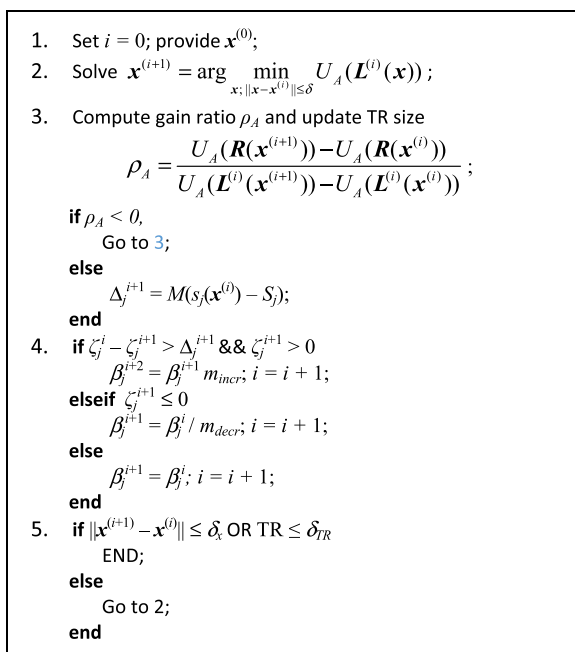 1. Set i = 0; provide x^(0);
2. Solve x^(i+1) = arg min_{x; ||x−x^(i)||≤δ} U_A(L^(i)(x));
3. Compute gain ratio ρ_A and update TR size
ρ_A = (U_A(R(x^(i+1)))−U_A(R(x^(i)))) / (U_A(L^(i)(x^(i+1)))−U_A(L^(i)(x^(i)))) ;
if ρ_A < 0,
Go to 3;
else
Δ_j^{i+1} = M(s_j(x^(i)) – S_j);
end
4. if ζ_j^i – ζ_j^{i+1} > Δ_j^{i+1} && ζ_j^{i+1} > 0
β_j^{i+2} = β_j^{i+1} m_incr; i = i + 1;
elseif ζ_j^{i+1} ≤ 0
β_j^{i+1} = β_j^i / m_decr; i = i + 1;
else
β_j^{i+1} = β_j^i; i = i + 1;
end
5. if ||x^(i+1) – x^(i)|| ≤ δ_x OR TR ≤ δ_TR
END;
else
Go to 2;
end